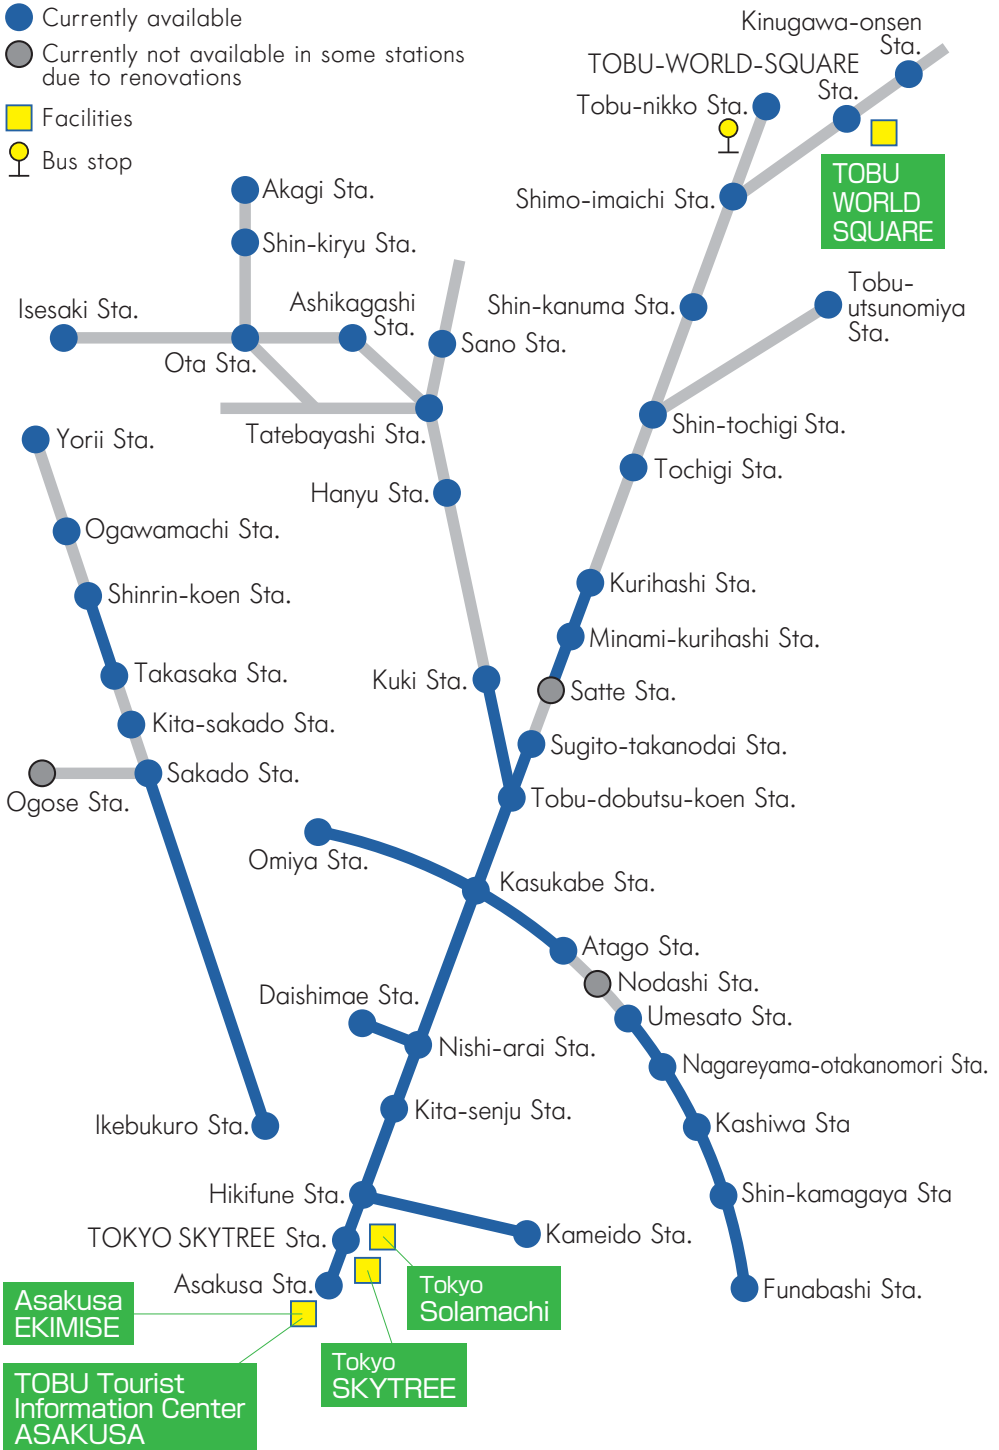 Currently available
Currently not available in some stations
due to renovations
Facilities
Bus stop
Kinugawa-onsen
Sta.
TOBU-WORLD-SQUARE
Sta.
Tobu-nikko Sta.
TOBU
WORLD
SQUARE
Shimo-imaichi Sta.
Akagi Sta.
Shin-kiryu Sta.
Isesaki Sta.
Ashikagashi
Sta.
Ota Sta.
Sano Sta.
Shin-kanuma Sta.
Tobu-
utsunomiya
Sta.
Tatebayashi Sta.
Shin-tochigi Sta.
Yorii Sta.
Tochigi Sta.
Hanyu Sta.
Ogawamachi Sta.
Shinrin-koen Sta.
Kurihashi Sta.
Minami-kurihashi Sta.
Takasaka Sta.
Kuki Sta.
Satte Sta.
Kita-sakado Sta.
Sugito-takanodai Sta.
Sakado Sta.
Ogose Sta.
Tobu-dobutsu-koen Sta.
Omiya Sta.
Kasukabe Sta.
Atago Sta.
Nodashi Sta.
Daishimae Sta.
Umesato Sta.
Nishi-arai Sta.
Nagareyama-otakanomori Sta.
Ikebukuro Sta.
Kita-senju Sta.
Kashiwa Sta
Hikifune Sta.
Shin-kamagaya Sta
TOKYO SKYTREE Sta.
Kameido Sta.
Asakusa Sta.
Funabashi Sta.
Tokyo
Solamachi
Asakusa
EKIMISE
Tokyo
SKYTREE
TOBU Tourist
Information Center
ASAKUSA